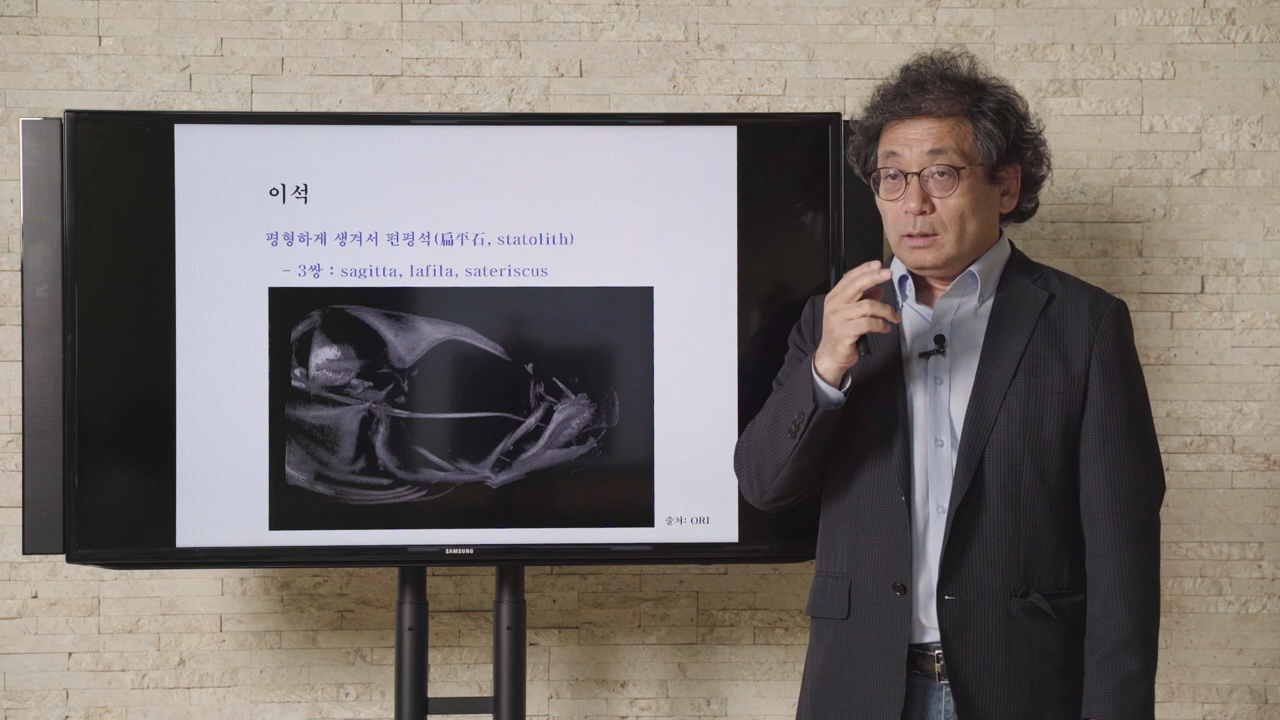 이석
평형하게 생겨서 편평석(扁平石, statolith)
- 3쌍 : sagitta, lafila, sateriscus
출처: ORI
SAMSUNG